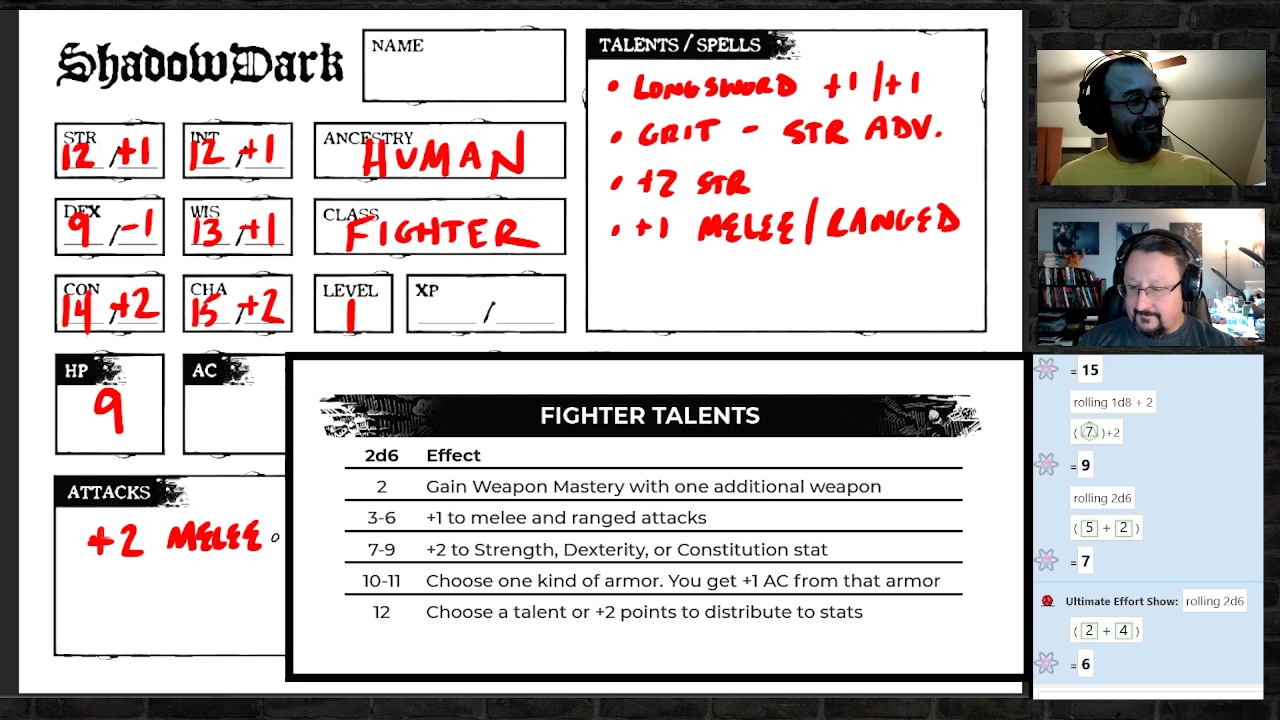 ShadowDark
NAME
TALENTS / SPELLS
• LONGSWORD +1/+1
• GRIT - STR ADV.
• +2 STR
• +1 MELEE/RANGED
STR
12 / +1
INT
12 / +1
ANCESTRY
HUMAN
DEX
9 / -1
WIS
13 / +1
CLASS
FIGHTER
CON
14 / +2
CHA
15 / +2
LEVEL
1
XP
/
HP
9
AC
ATTACKS
+2 MELEE
FIGHTER TALENTS
2d6 Effect
2 Gain Weapon Mastery with one additional weapon
3-6 +1 to melee and ranged attacks
7-9 +2 to Strength, Dexterity, or Constitution stat
10-11 Choose one kind of armor. You get +1 AC from that armor
12 Choose a talent or +2 points to distribute to stats
= 15
rolling 1d8 + 2
( 7 )+2
= 9
rolling 2d6
( 5 + 2 )
= 7
Ultimate Effort Show: rolling 2d6
( 2 + 4 )
= 6